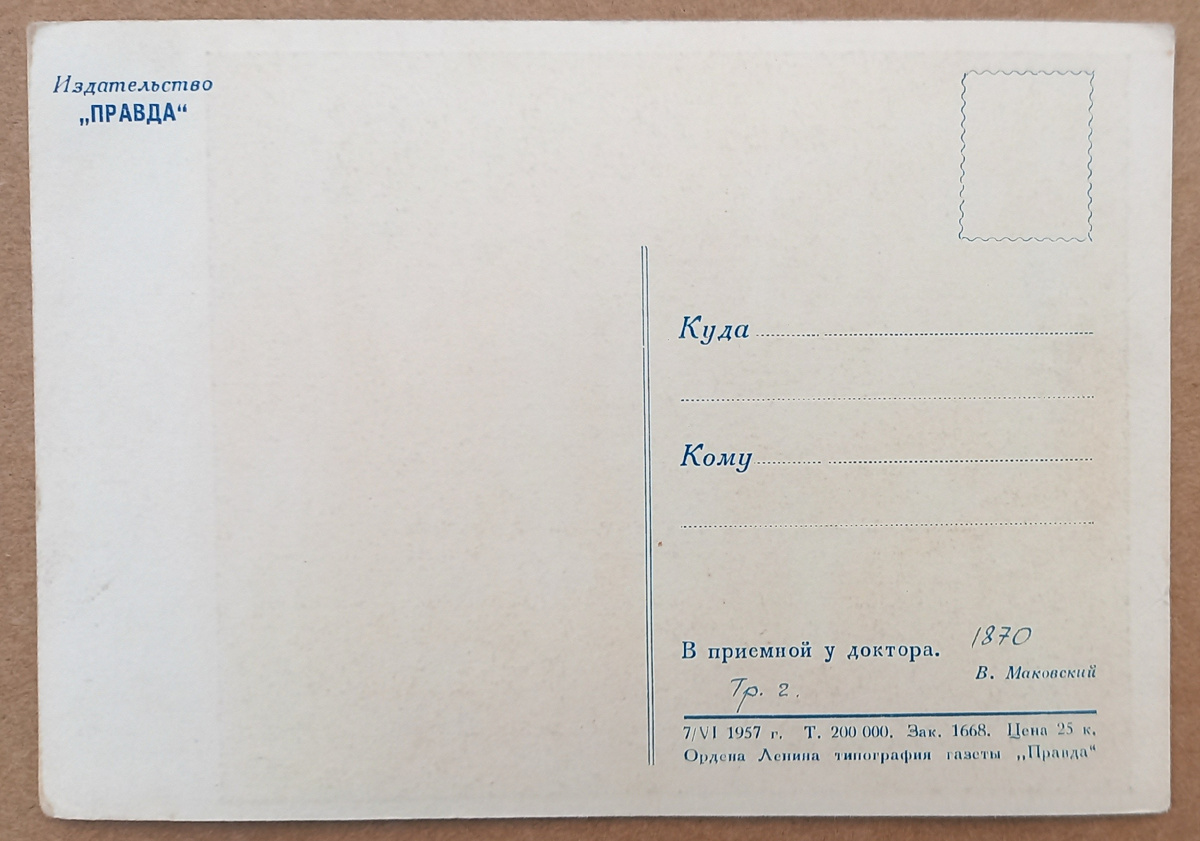 Издательство
„ПРАВДА“
Куда
Кому
В приемной у доктора. 1870
В. Маковский
Тр. г.
7/VI 1957 г. Т. 200 000. Зак. 1668. Цена 25 к.
Ордена Ленина типография газеты „Правда“